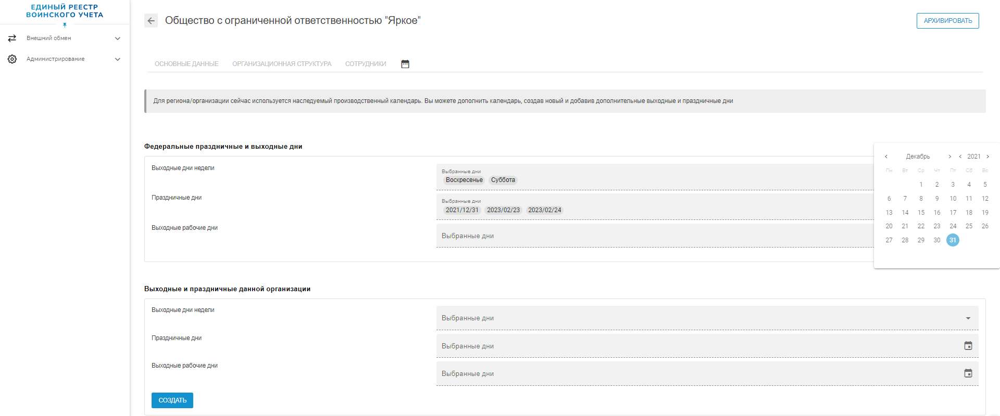 ЕДИНЫЙ РЕЕСТР
ВОИНСКОГО УЧЕТА
Внешний обмен
Администрирование
Общество с ограниченной ответственностью "Яркое"
АРХИВИРОВАТЬ
ОСНОВНЫЕ ДАННЫЕ ОРГАНИЗАЦИОННАЯ СТРУКТУРА СОТРУДНИКИ
Для региона/организации сейчас используется наследуемый производственный календарь. Вы можете дополнить календарь, создав новый и добавив дополнительные выходные и праздничные дни
Федеральные праздничные и выходные дни
Выходные дни недели
Выбранные дни
Воскресенье Суббота
Праздничные дни
Выбранные дни
2021/12/31 2023/02/23 2023/02/24
Выходные рабочие дни
Выбранные дни
Декабрь 2021
Пн Вт Ср Чт Пт Сб Вс
1 2 3 4 5
6 7 8 9 10 11 12
13 14 15 16 17 18 19
20 21 22 23 24 25 26
27 28 29 30 31
Выходные и праздничные данной организации
Выходные дни недели
Выбранные дни
Праздничные дни
Выбранные дни
Выходные рабочие дни
Выбранные дни
СОЗДАТЬ